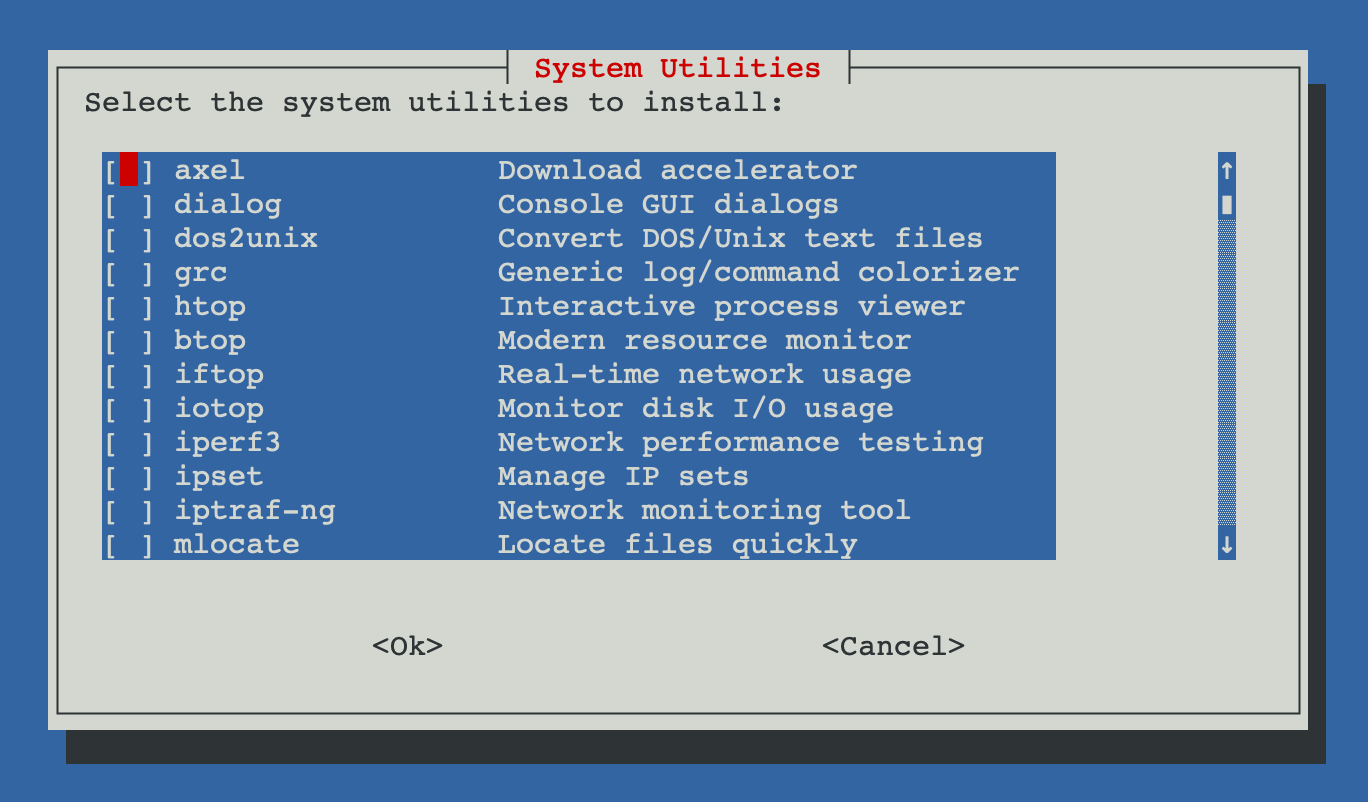 System Utilities
Select the system utilities to install:
[ ] axel Download accelerator ↑
[ ] dialog Console GUI dialogs
[ ] dos2unix Convert DOS/Unix text files
[ ] grc Generic log/command colorizer
[ ] htop Interactive process viewer
[ ] btop Modern resource monitor
[ ] iftop Real-time network usage
[ ] iotop Monitor disk I/O usage
[ ] iperf3 Network performance testing
[ ] ipset Manage IP sets
[ ] iptraf-ng Network monitoring tool
[ ] mlocate Locate files quickly ↓
<Ok> <Cancel>